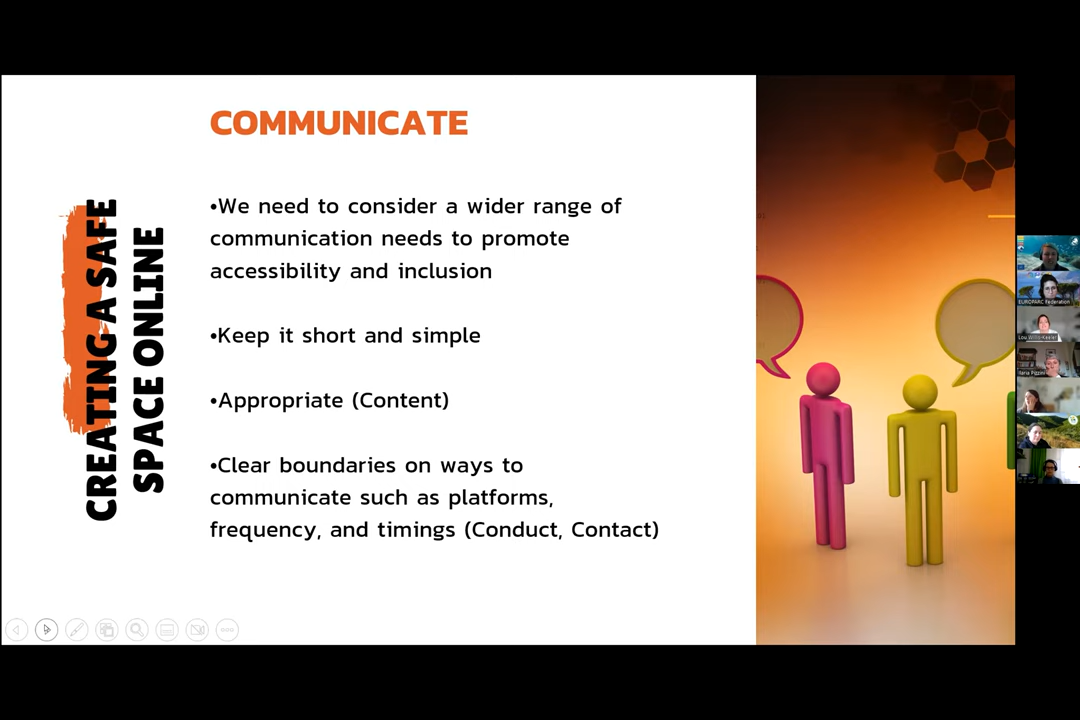 COMMUNICATE
CREATING A SAFE
SPACE ONLINE
•We need to consider a wider range of
communication needs to promote
accessibility and inclusion
•Keep it short and simple
•Appropriate (Content)
•Clear boundaries on ways to
communicate such as platforms,
frequency, and timings (Conduct, Contact)
EUROPARC Federation